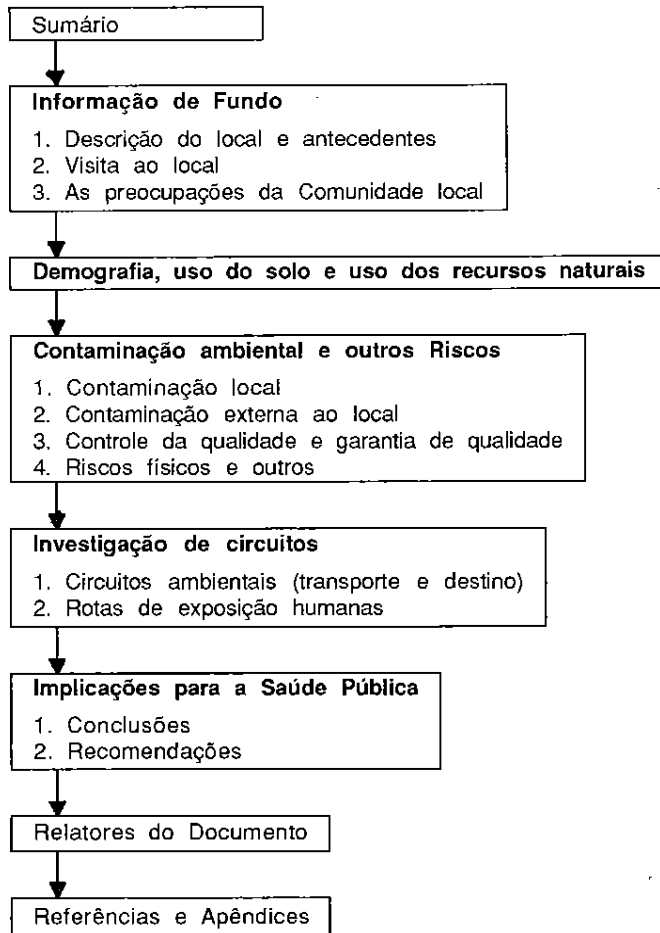 Sumário
Informação de Fundo
1. Descrição do local e antecedentes
2. Visita ao local
3. As preocupações da Comunidade local
Demografia, uso do solo e uso dos recursos naturais
Contaminação ambiental e outros Riscos
1. Contaminação local
2. Contaminação externa ao local
3. Controle da qualidade e garantia de qualidade
4. Riscos físicos e outros
Investigação de circuitos
1. Circuitos ambientais (transporte e destino)
2. Rotas de exposição humanas
Implicações para a Saúde Pública
1. Conclusões
2. Recomendações
Relatores do Documento
Referências e Apêndices